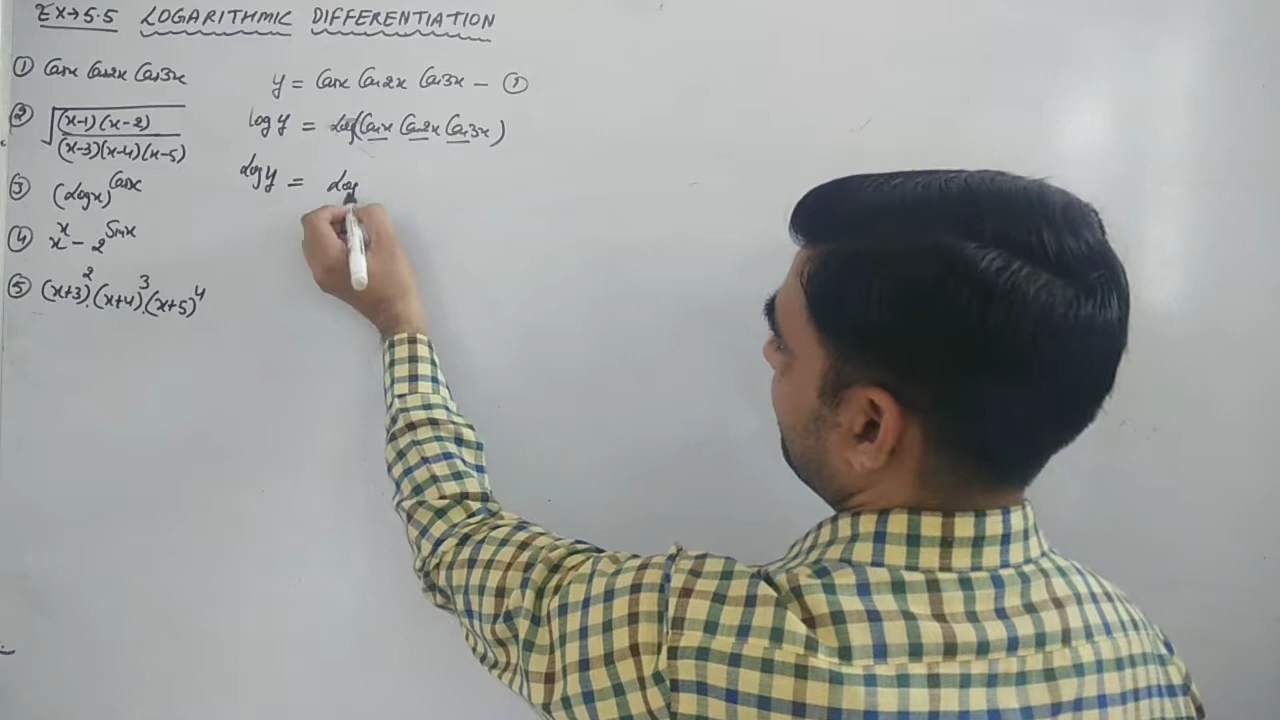 EX→5.5 LOGARITHMIC DIFFERENTIATION
① Cosx Cos2x Cos3x
② √((x-1)(x-2) / (x-3)(x-4)(x-5))
③ (Logx)^Cosx
④ x^x - 2^Sinx
⑤ (x+3)^2.(x+4)^3.(x+5)^4
y = Cosx Cos2x Cos3x - ①
log y = Log(Cosx Cos2x Cos3x)
Log y = Log